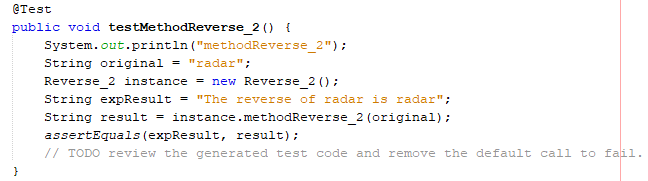 @Test
public void testMethodReverse_2() {
    System.out.println("methodReverse_2");
    String original = "radar";
    Reverse_2 instance = new Reverse_2();
    String expResult = "The reverse of radar is radar";
    String result = instance.methodReverse_2(original);
    assertEquals(expResult, result);
    // TODO review the generated test code and remove the default call to fail.
}